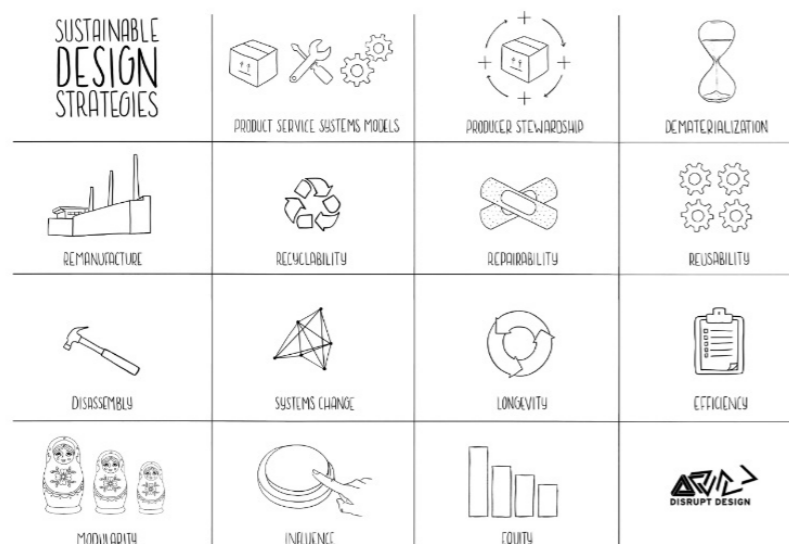 SUSTAINABLE
DESIGN
STRATEGIES
PRODUCT SERVICE SYSTEMS MODELS
PRODUCER STEWARDSHIP
DEMATERIALIZATION
REMANUFACTURE
RECYCLABILITY
REPAIRABILITY
REUSABILITY
DISASSEMBLY
SYSTEMS CHANGE
LONGEVITY
EFFICIENCY
MODULARITY
INFLUENCE
EQUITY
DISRUPT DESIGN